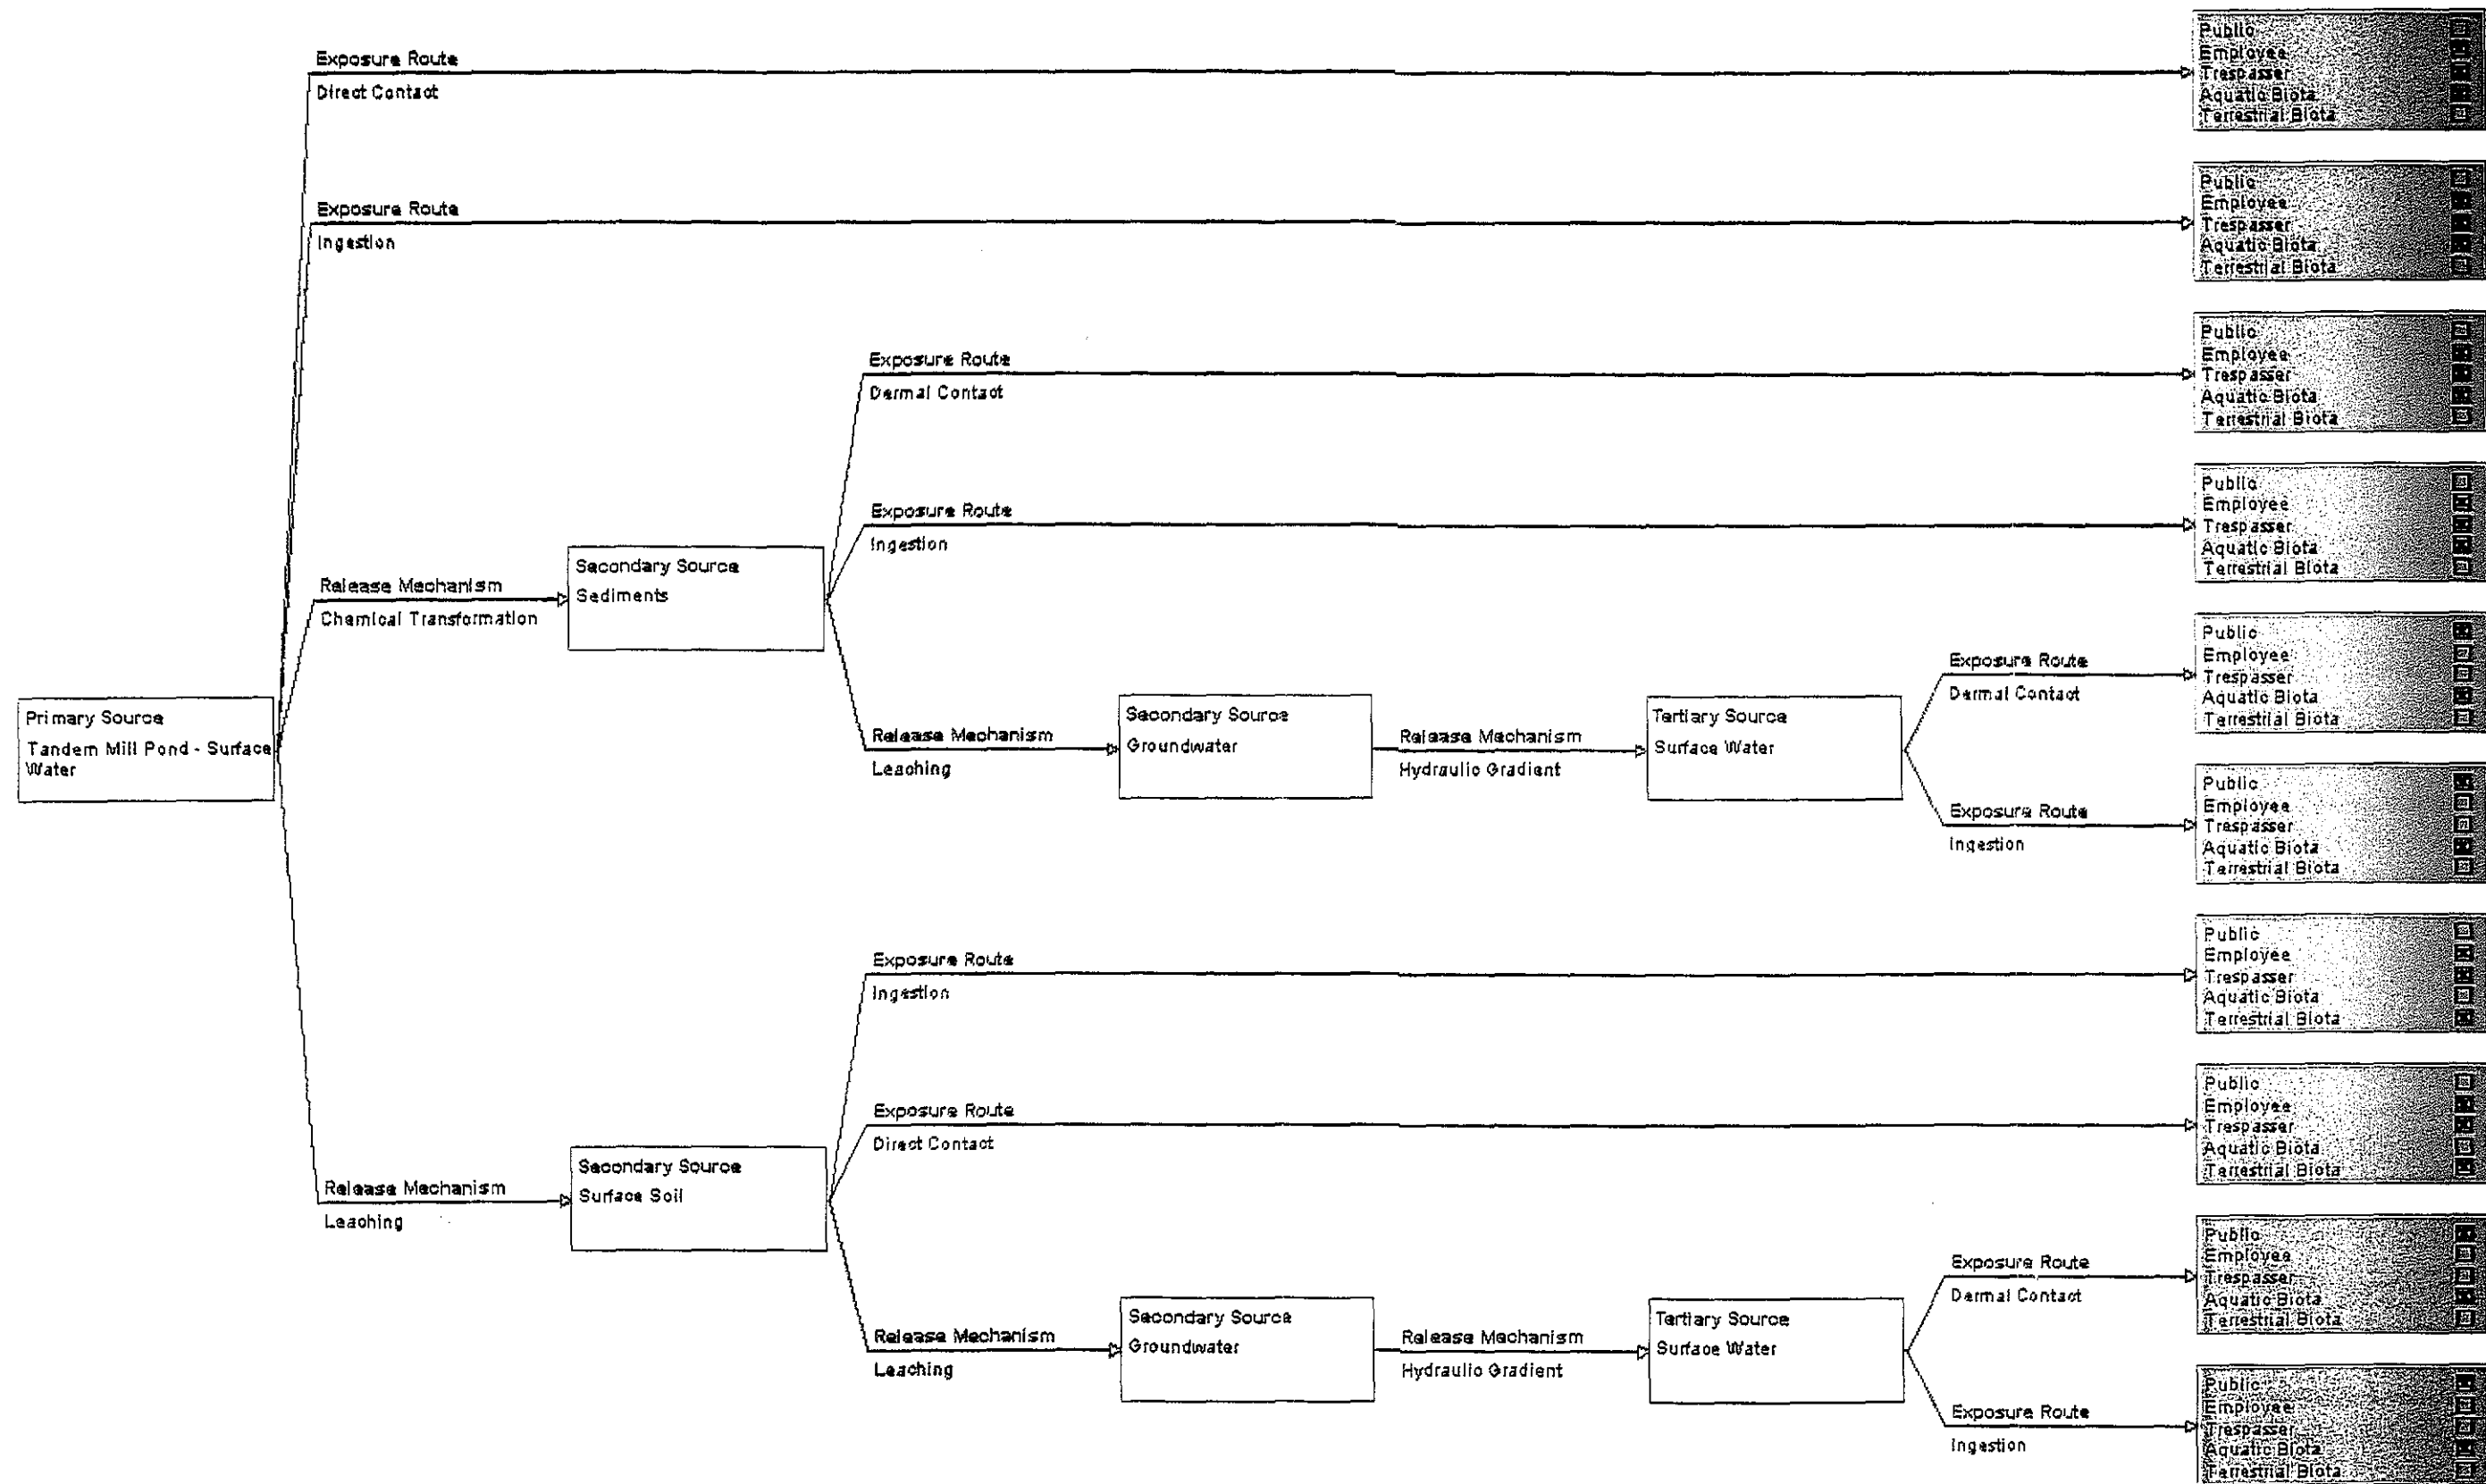 Exposure Route
Direct Contact
Public
Employee
Trespasser
Aquatic Biota
Terrestrial Biota
Exposure Route
Ingestion
Public
Employee
Trespasser
Aquatic Biota
Terrestrial Biota
Exposure Route
Dermal Contact
Public
Employee
Trespasser
Aquatic Biota
Terrestrial Biota
Exposure Route
Ingestion
Public
Employee
Trespasser
Aquatic Biota
Terrestrial Biota
Release Mechanism
Chemical Transformation
Secondary Source
Sediments
Primary Source
Tandem Mill Pond - Surface
Water
Release Mechanism
Leaching
Secondary Source
Groundwater
Release Mechanism
Hydraulic Gradient
Tertiary Source
Surface Water
Exposure Route
Dermal Contact
Public
Employee
Trespasser
Aquatic Biota
Terrestrial Biota
Exposure Route
Ingestion
Public
Employee
Trespasser
Aquatic Biota
Terrestrial Biota
Exposure Route
Ingestion
Public
Employee
Trespasser
Aquatic Biota
Terrestrial Biota
Exposure Route
Direct Contact
Public
Employee
Trespasser
Aquatic Biota
Terrestrial Biota
Release Mechanism
Leaching
Secondary Source
Surface Soil
Release Mechanism
Leaching
Secondary Source
Groundwater
Release Mechanism
Hydraulic Gradient
Tertiary Source
Surface Water
Exposure Route
Dermal Contact
Public
Employee
Trespasser
Aquatic Biota
Terrestrial Biota
Exposure Route
Ingestion
Public
Employee
Trespasser
Aquatic Biota
Terrestrial Biota